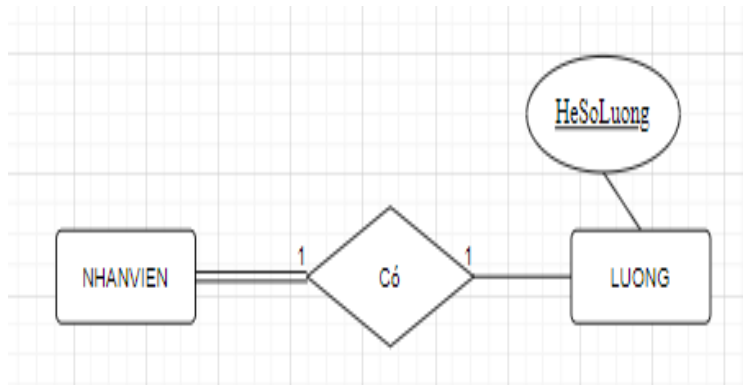 HeSoLuong
NHANVIEN
1
Có
1
LUONG